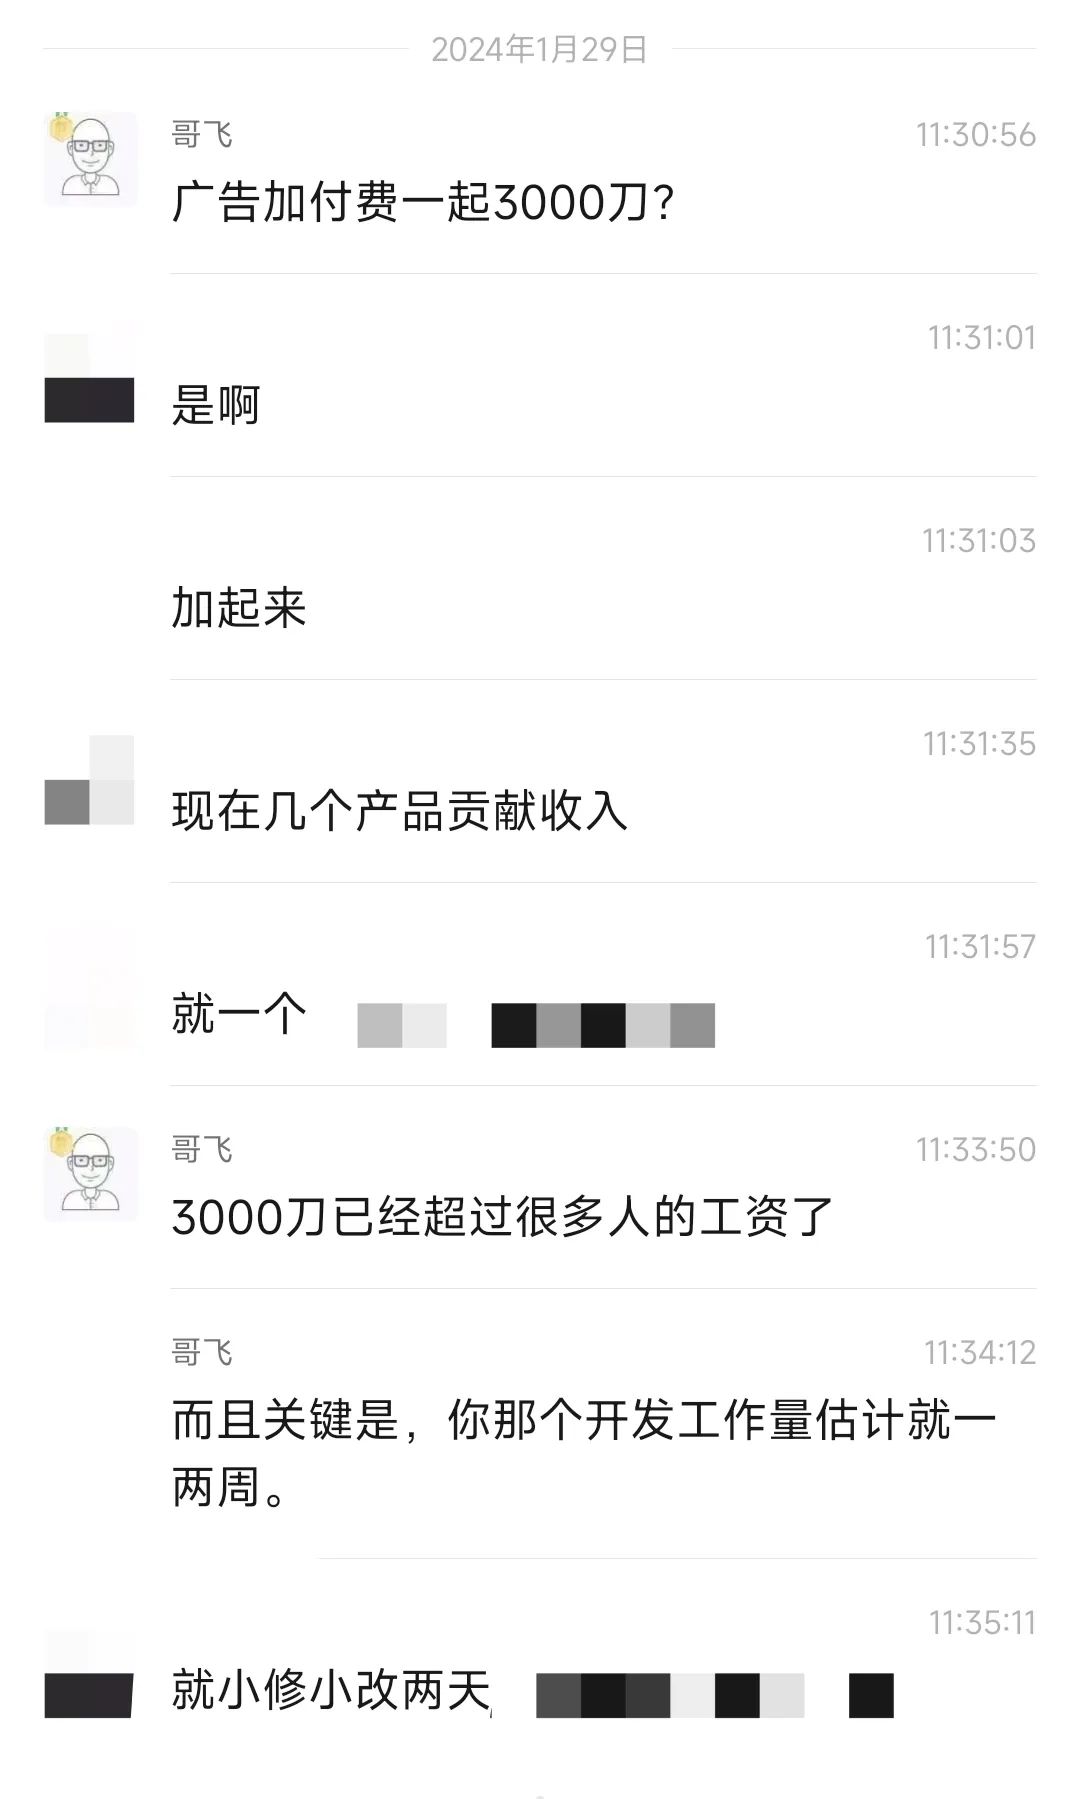 2024年1月29日
哥飞
11:30:56
广告加付费一起3000刀？
11:31:01
是啊
11:31:03
加起来
11:31:35
现在几个产品贡献收入
11:31:57
就一个
哥飞
11:33:50
3000刀已经超过很多人的工资了
哥飞
11:34:12
而且关键是，你那个开发工作量估计就一
两周。
11:35:11
就小修小改两天